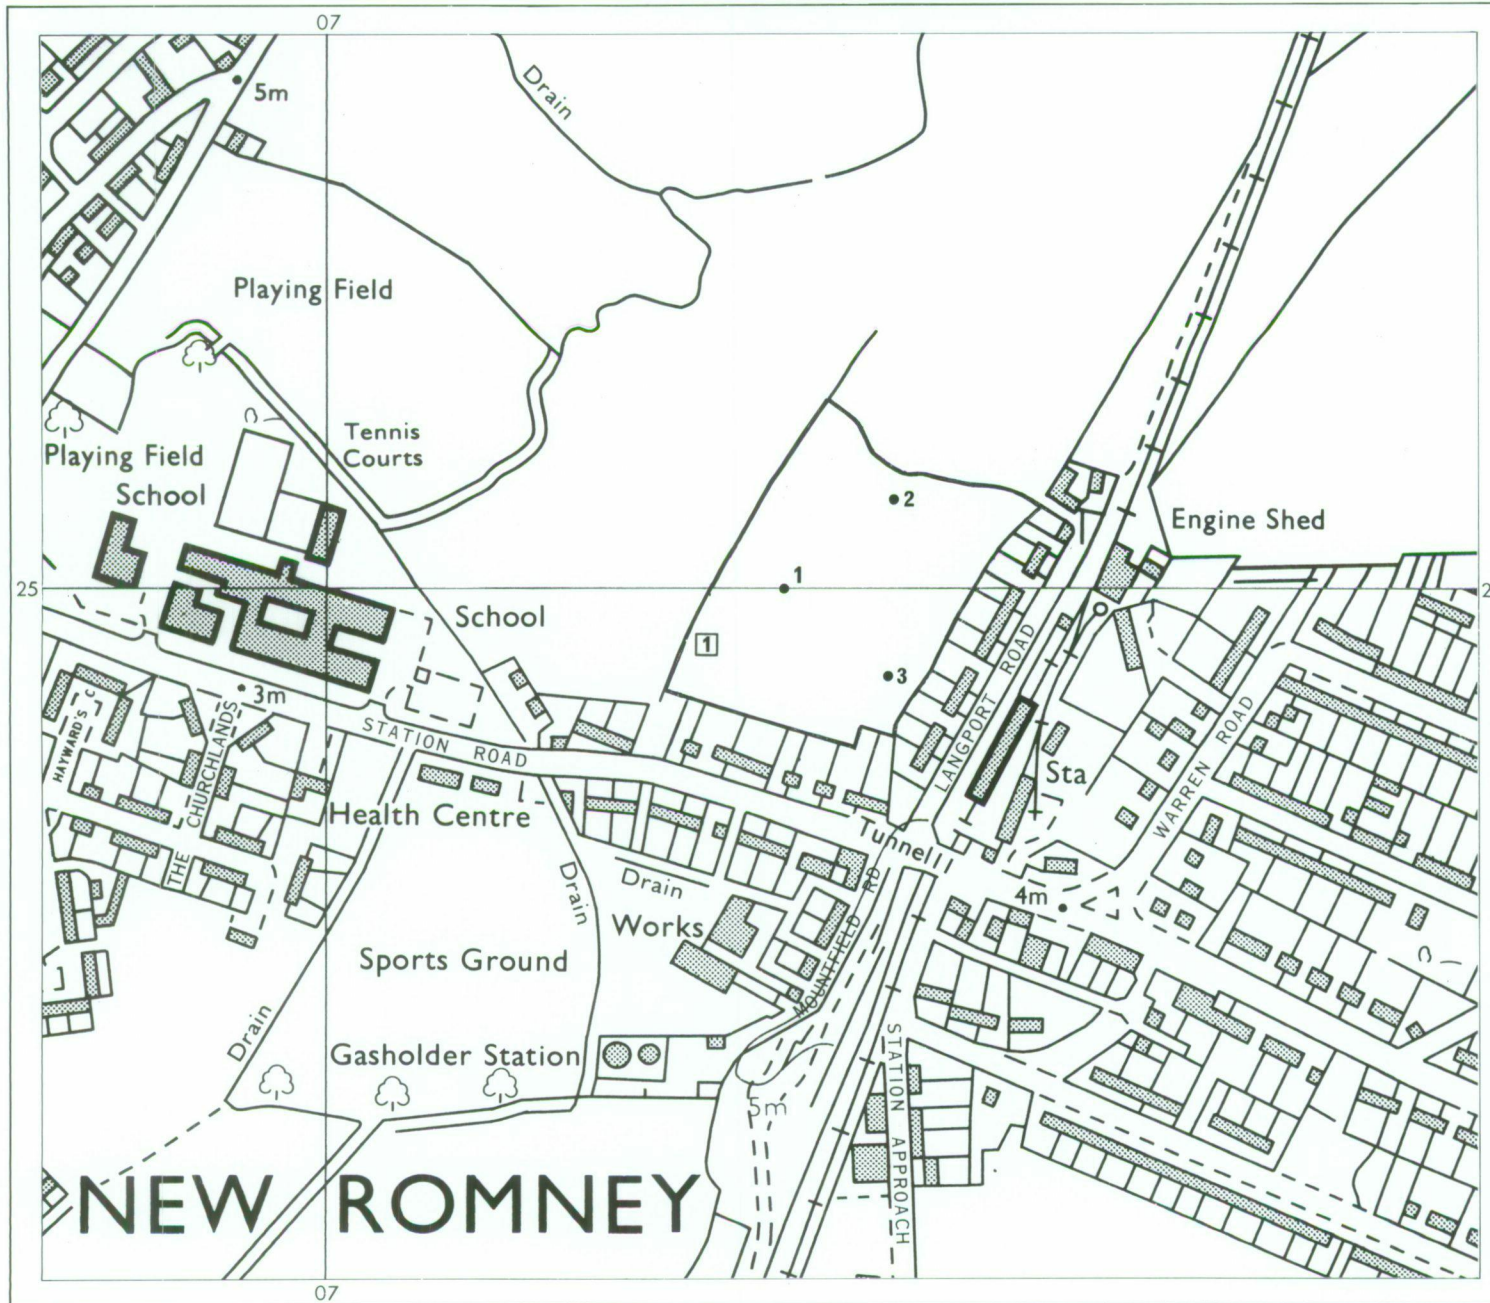 07
5m
Drain
Playing Field
Tennis
Courts
Playing Field
School
2
Engine Shed
25
1
2
School
1
3
3m
HAYWARD'S C
THE CHURCHLANDS
STATION ROAD
LANGPORT ROAD
WARREN ROAD
Sta
Health Centre
Tunnel
Drain
Drain
MOUNTFIELD RD
4m
Works
Sports Ground
Drain
Gasholder Station
5m
STATION APPROACH
NEW ROMNEY
07